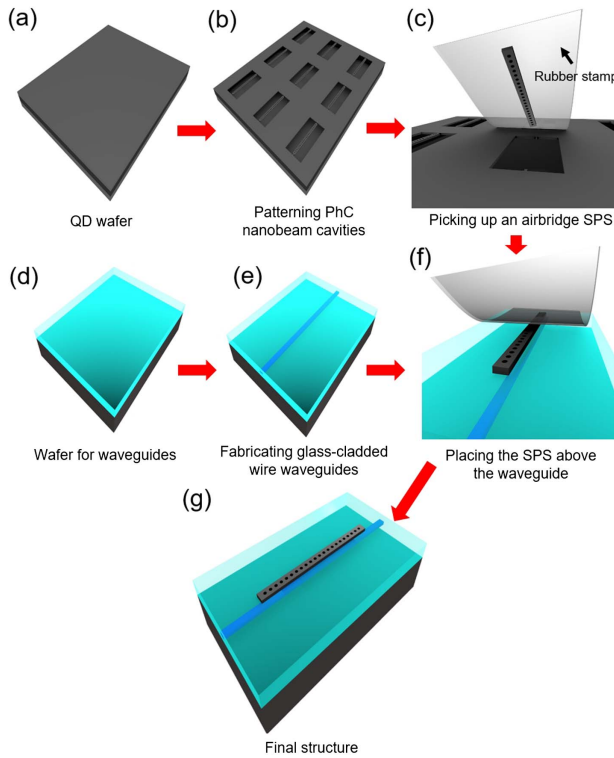 (a)
(b)
(c)
Rubber stamp
QD wafer
Patterning PhC
nanobeam cavities
Picking up an airbridge SPS
(d)
(e)
(f)
Wafer for waveguides
Fabricating glass-cladded
wire waveguides
Placing the SPS above
the waveguide
(g)
Final structure